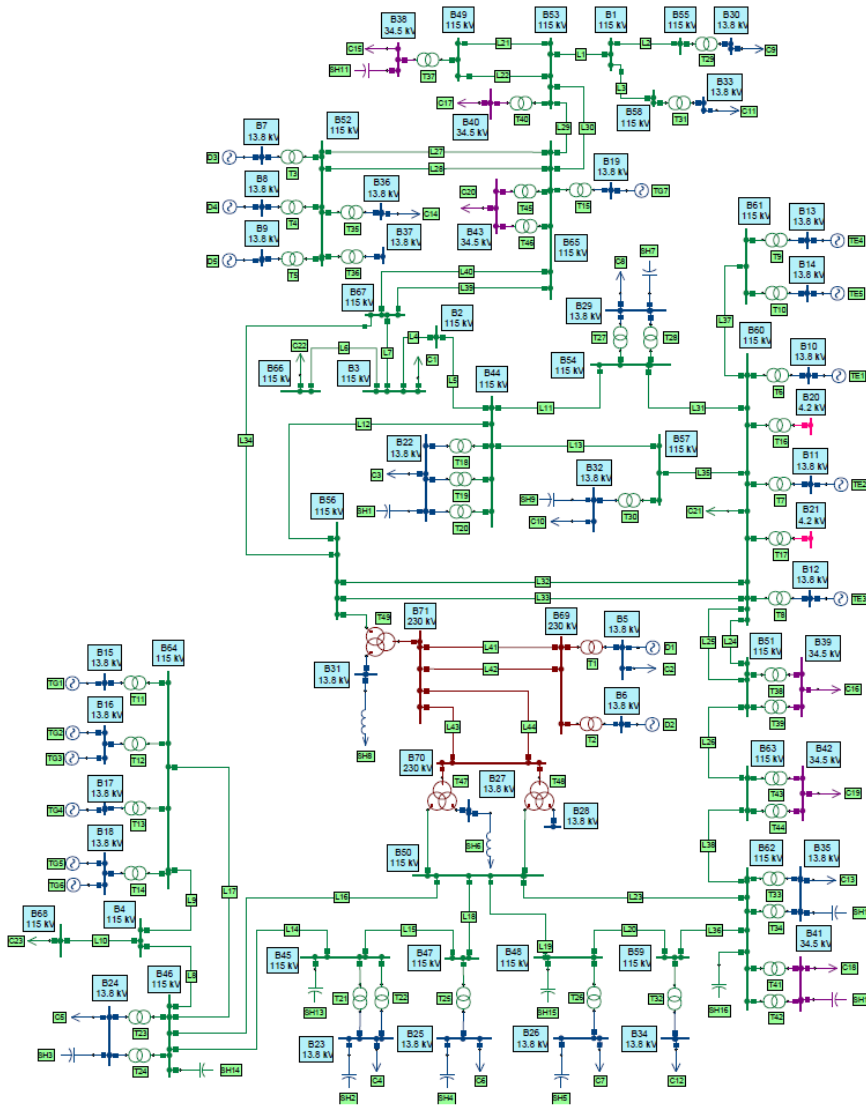 B38
34.5 kV
B49
115 kV
B53
115 kV
B1
115 kV
B55
115 kV
B30
13.8 kV
C15
L21
L2
T29
C9
SH11
T37
L22
L1
L3
B33
13.8 kV
C17
T40
B40
34.5 kV
L29
L30
B58
115 kV
T31
C11
B7
13.8 kV
B52
115 kV
D3
T3
L27
L28
B8
13.8 kV
B36
13.8 kV
B19
13.8 kV
D4
T4
T35
C14
C20
T45
T15
TG7
B9
13.8 kV
B37
13.8 kV
B43
34.5 kV
T46
D5
T5
T36
B65
115 kV
B61
115 kV
B13
13.8 kV
TE4
T9
B14
13.8 kV
TE5
T10
L40
L39
B67
115 kV
C8
SH7
B29
13.8 kV
L37
B2
115 kV
T27
T28
B60
115 kV
B10
13.8 kV
C22
L6
L7
L4
C1
B66
115 kV
B3
115 kV
L5
B44
115 kV
B54
115 kV
TE1
T6
B20
4.2 kV
L11
L31
T16
L34
L12
B22
13.8 kV
L13
B57
115 kV
T18
B32
13.8 kV
L35
B11
13.8 kV
C3
T19
SH9
T7
TE2
SH1
T20
C10
T30
C21
B56
115 kV
B21
4.2 kV
T17
L32
L33
B12
13.8 kV
TE3
T8
T49
B71
230 kV
B69
230 kV
B5
13.8 kV
L25
L24
B51
115 kV
B39
34.5 kV
B64
115 kV
B15
13.8 kV
L41
T1
D1
C2
B31
13.8 kV
L42
B6
13.8 kV
T38
C16
TG1
T11
B16
13.8 kV
T39
TG2
TG3
T12
L43
L44
T2
D2
SH8
L26
B70
230 kV
T47
B27
13.8 kV
T48
B63
115 kV
B42
34.5 kV
B17
13.8 kV
T43
C19
TG4
T13
B28
13.8 kV
T44
B18
13.8 kV
SH6
B50
115 kV
L38
B62
115 kV
B35
13.8 kV
TG5
TG6
T14
L16
L23
C13
T33
L9
L17
T34
SH1
B68
115 kV
B4
115 kV
L14
L15
L18
L19
L20
L36
B41
34.5 kV
C23
L10
B45
115 kV
B47
115 kV
B48
115 kV
B59
115 kV
C18
T41
L8
B24
13.8 kV
B46
115 kV
SH13
T21
T22
T25
SH15
T26
T32
SH16
T42
SH1
C5
T23
B23
13.8 kV
B25
13.8 kV
B26
13.8 kV
B34
13.8 kV
SH3
T24
SH14
SH2
C4
SH4
C6
SH5
C7
C12